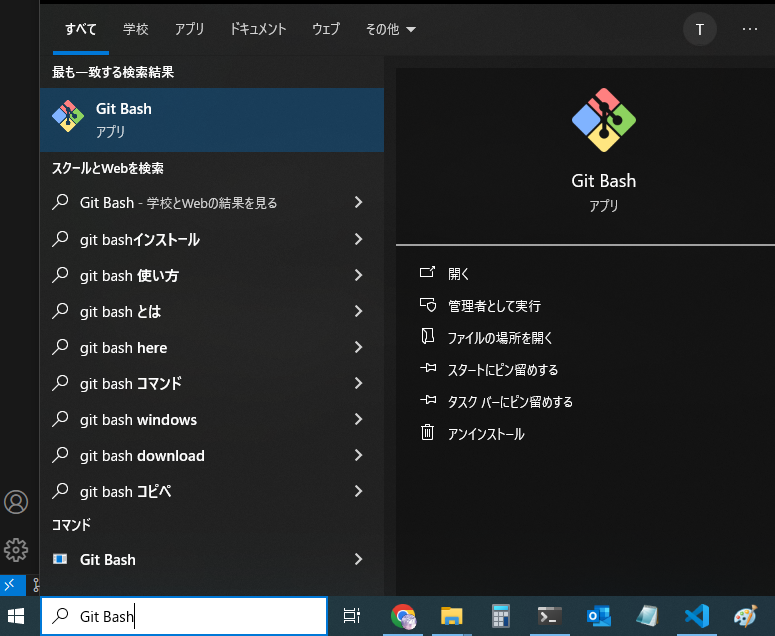 すべて 学校 アプリ ドキュメント ウェブ その他 T ...
最も一致する検索結果
Git Bash
アプリ
スクールとWebを検索
Git Bash - 学校とWebの結果を見る
git bashインストール
git bash 使い方
git bash とは
git bash here
git bash コマンド
git bash windows
git bash download
git bash コピペ
コマンド
Git Bash
Git Bash
アプリ
開く
管理者として実行
ファイルの場所を開く
スタートにピン留めする
タスク バーにピン留めする
アンインストール
Git Bash